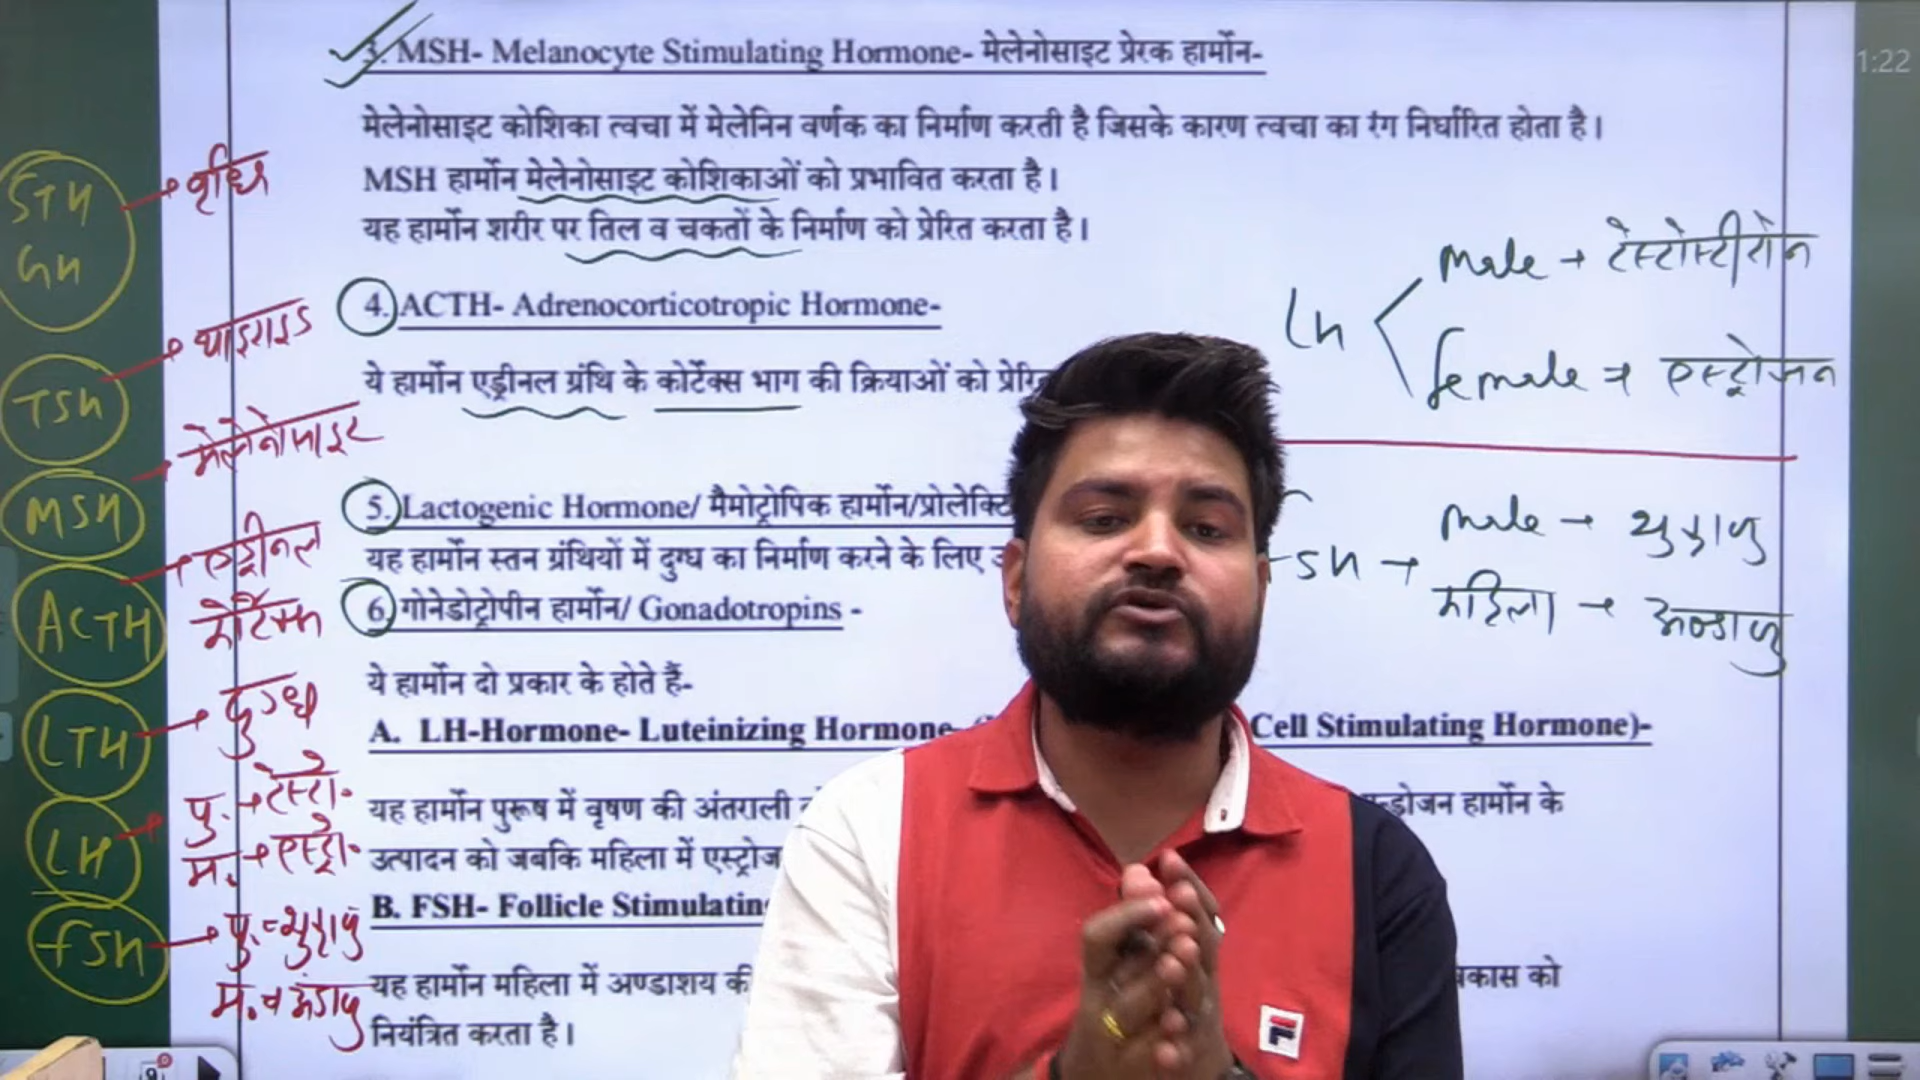 3. MSH- Melanocyte Stimulating Hormone- मेलेनोसाइट प्रेरक हार्मोन-
1:22
मेलेनोसाइट कोशिका त्वचा में मेलेनिन वर्णक का निर्माण करती है जिसके कारण त्वचा का रंग निर्धारित होता है।
MSH हार्मोन मेलेनोसाइट कोशिकाओं को प्रभावित करता है।
यह हार्मोन शरीर पर तिल व चकतों के निर्माण को प्रेरित करता है।
4. ACTH- Adrenocorticotropic Hormone-
ये हार्मोन एड्रीनल ग्रंथि के कोर्टेक्स भाग की क्रियाओं को
5. Lactogenic Hormone/ मैमोट्रोपिक हार्मोन/
यह हार्मोन स्तन ग्रंथियों में दुग्ध का निर्माण करने के लिए
6. गोनेडोट्रोपीन हार्मोन/ Gonadotropins -
ये हार्मोन दो प्रकार के होते हैं-
A. LH-Hormone- Luteinizing Hormone- Cell Stimulating Hormone)-
यह हार्मोन पुरूष में वृषण की अंतराली हार्मोन के
उत्पादन को जबकि महिला में
B. FSH- Follicle
यह हार्मोन महिला में अण्डाशय की को
नियंत्रित करता है।
STH → वृद्धि
GH
TSH → थाइराइड
MSH → मेलेनोसाइट
ACTH → एड्रीनल
कोर्टेक्स
LTH → दुग्ध
LH → पु. → टेस्टो.
म. → एस्ट्रो.
FSH → पु. = शुक्राणु
म. व अंडाणु
LH
male → टेस्टोस्टीरोन
female → एस्ट्रोजन
FSH →
male → शुक्राणु
महिला → अण्डाणु